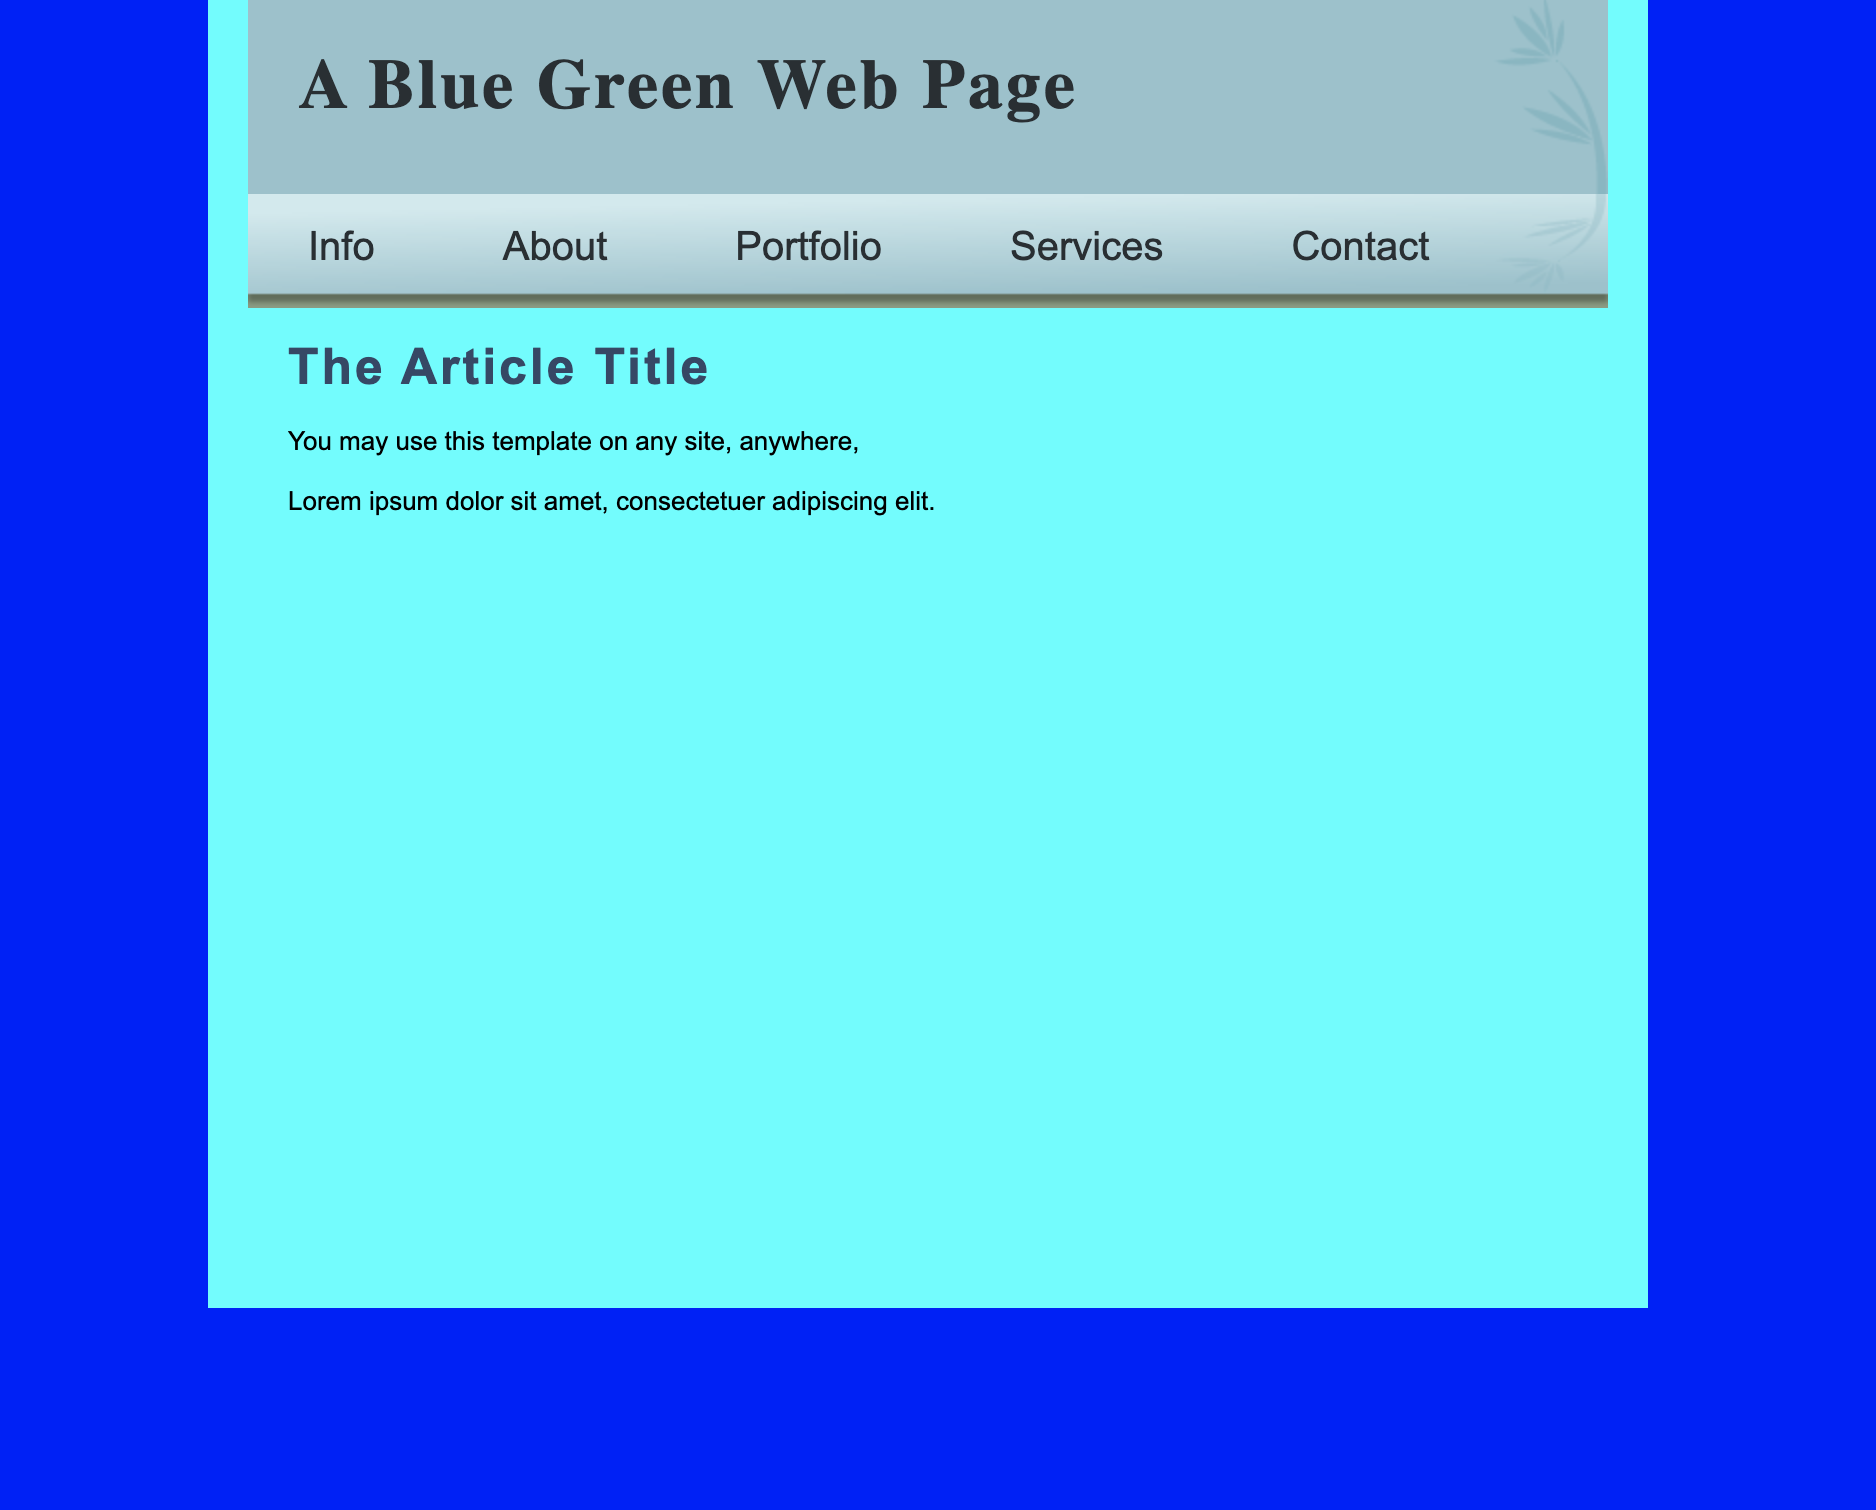 A Blue Green Web Page
Info About Portfolio Services Contact
The Article Title
You may use this template on any site, anywhere,
Lorem ipsum dolor sit amet, consectetuer adipiscing elit.